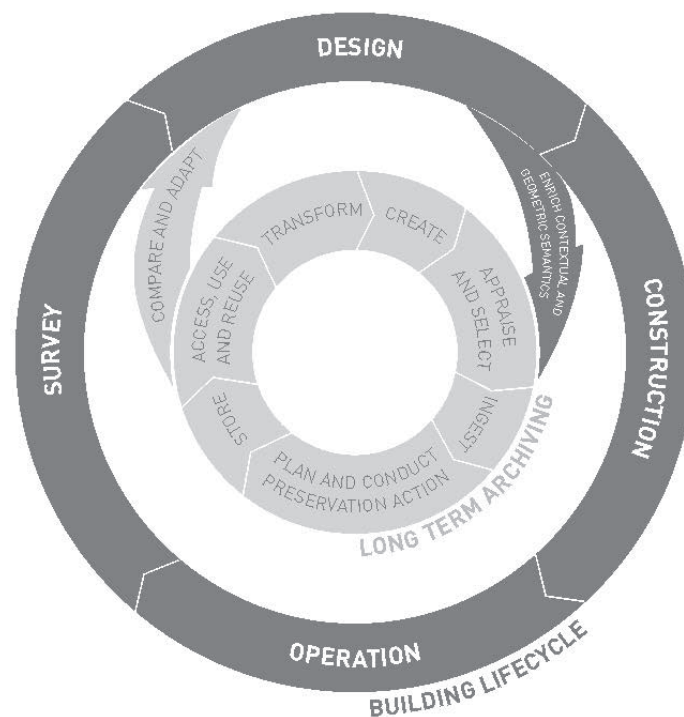 DESIGN
COMPARE AND ADAPT
ENRICH CONTEXTUAL AND
GEOMETRIC SEMANTICS
TRANSFORM
CREATE
ACCESS, USE
AND REUSE
APPRAISE
AND SELECT
SURVEY
CONSTRUCTION
STORE
INGEST
PLAN AND CONDUCT
PRESERVATION ACTION
LONG TERM ARCHIVING
OPERATION
BUILDING LIFECYCLE